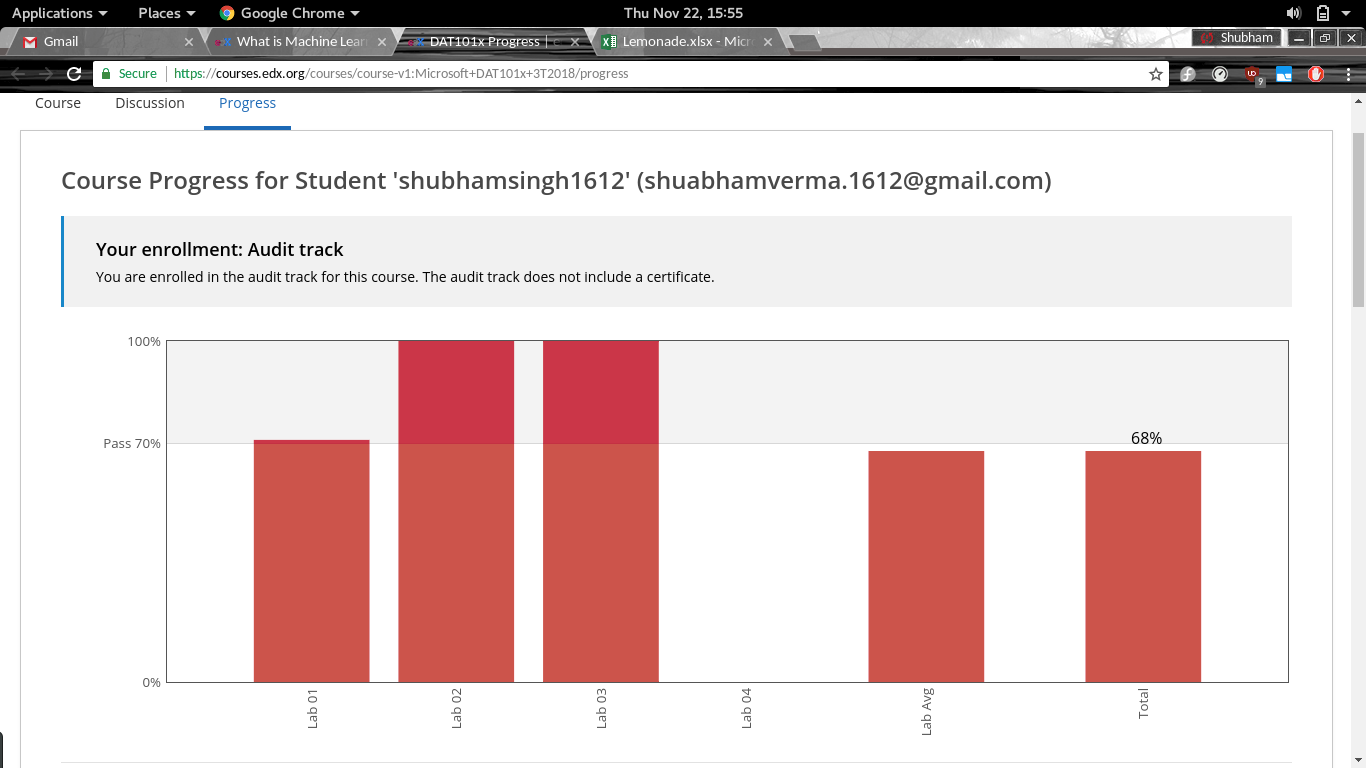 Applications Places Google Chrome Thu Nov 22, 15:55
Gmail What is Machine Lear DAT101x Progress | Lemonade.xlsx - Micr Shubham
Secure https://courses.edx.org/courses/course-v1:Microsoft+DAT101x+3T2018/progress
9
Course Discussion Progress
Course Progress for Student 'shubhamsingh1612' (shuabhamverma.1612@gmail.com)
Your enrollment: Audit track
You are enrolled in the audit track for this course. The audit track does not include a certificate.
100%
Pass 70%
68%
0%
Lab 01
Lab 02
Lab 03
Lab 04
Lab Avg
Total